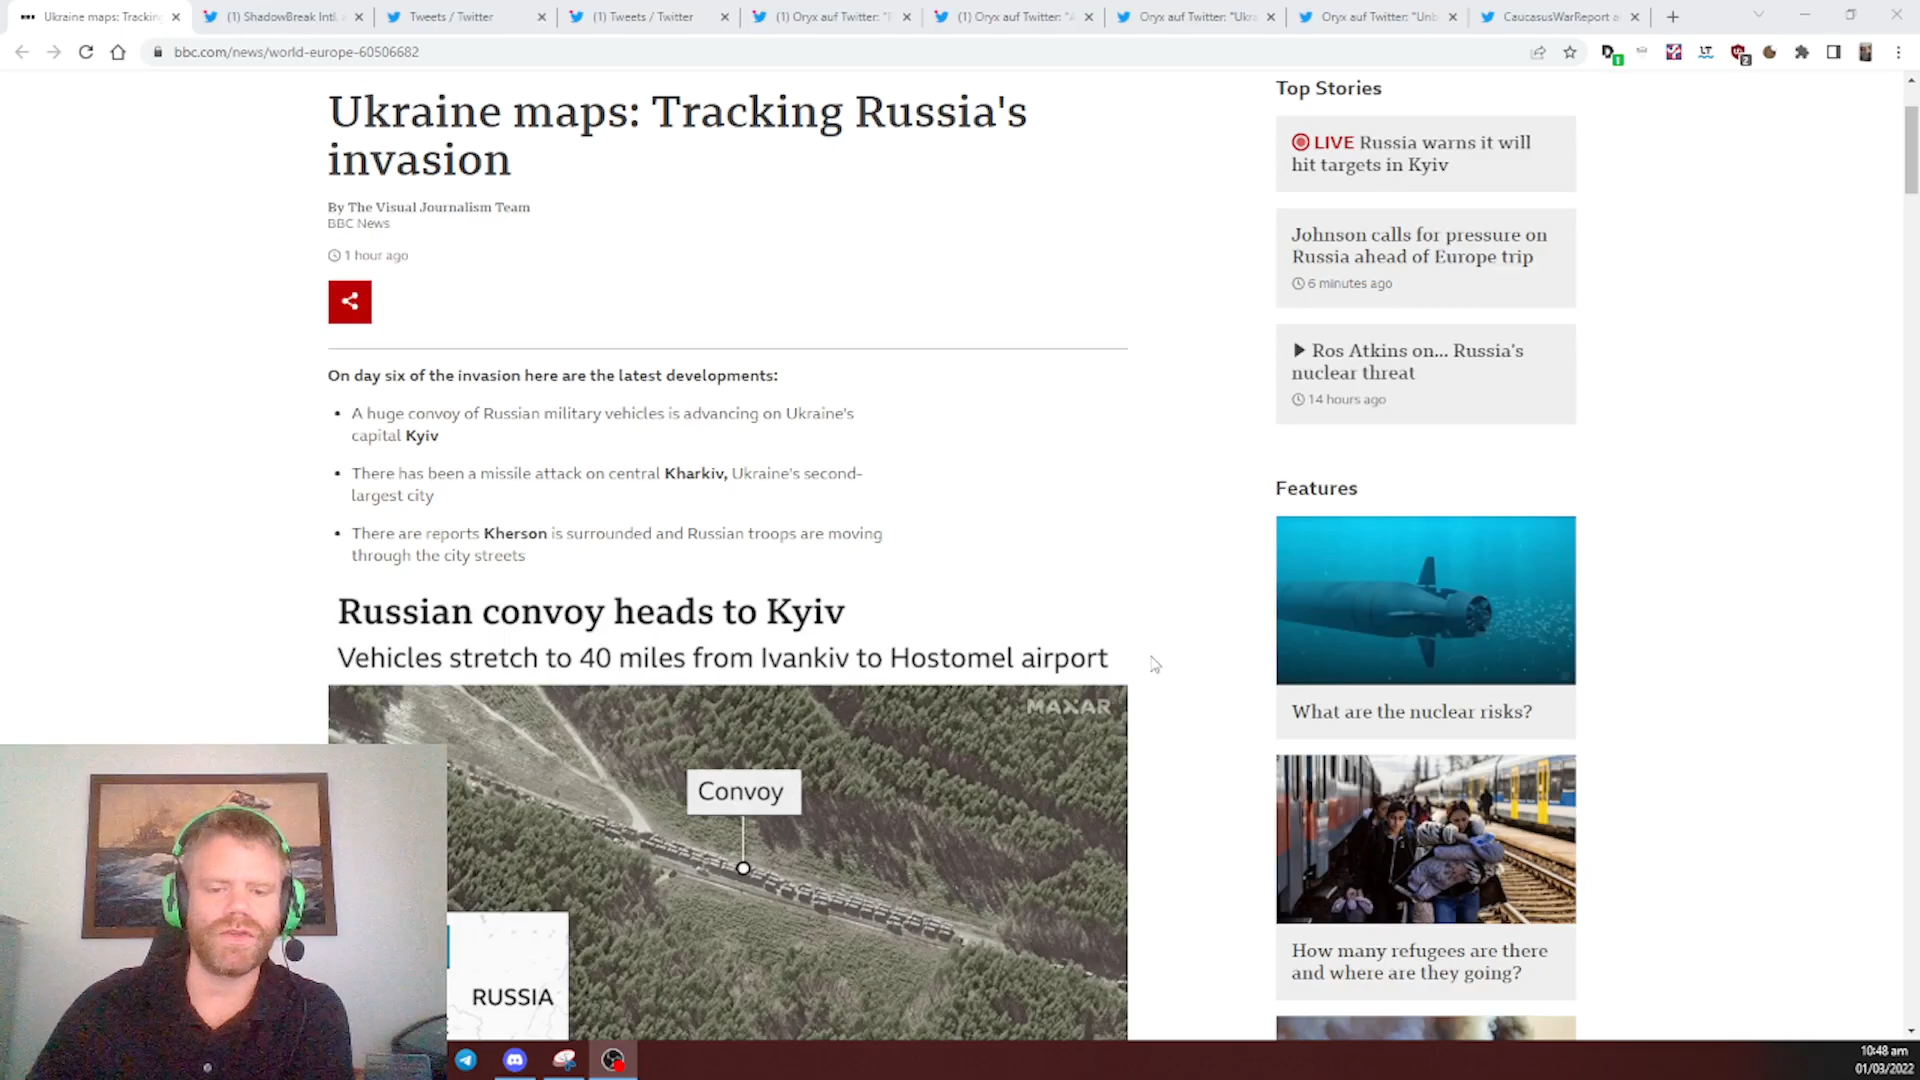 Ukraine maps: Tracking
(1) ShadowBreak Intl.
Tweets / Twitter
(1) Tweets / Twitter
(1) Oryx auf Twitter: "
(1) Oryx auf Twitter: "
Oryx auf Twitter: "Ukra
Oryx auf Twitter: "Unb
CaucasusWarReport a
bbc.com/news/world-europe-60506682
Ukraine maps: Tracking Russia's
invasion
By The Visual Journalism Team
BBC News
1 hour ago
On day six of the invasion here are the latest developments:
• A huge convoy of Russian military vehicles is advancing on Ukraine's
capital Kyiv
• There has been a missile attack on central Kharkiv, Ukraine's second-
largest city
• There are reports Kherson is surrounded and Russian troops are moving
through the city streets
Russian convoy heads to Kyiv
Vehicles stretch to 40 miles from Ivankiv to Hostomel airport
MAXAR
Convoy
RUSSIA
Top Stories
LIVE Russia warns it will
hit targets in Kyiv
Johnson calls for pressure on
Russia ahead of Europe trip
6 minutes ago
Ros Atkins on... Russia's
nuclear threat
14 hours ago
Features
What are the nuclear risks?
How many refugees are there
and where are they going?
10:48 am
01/03/2022